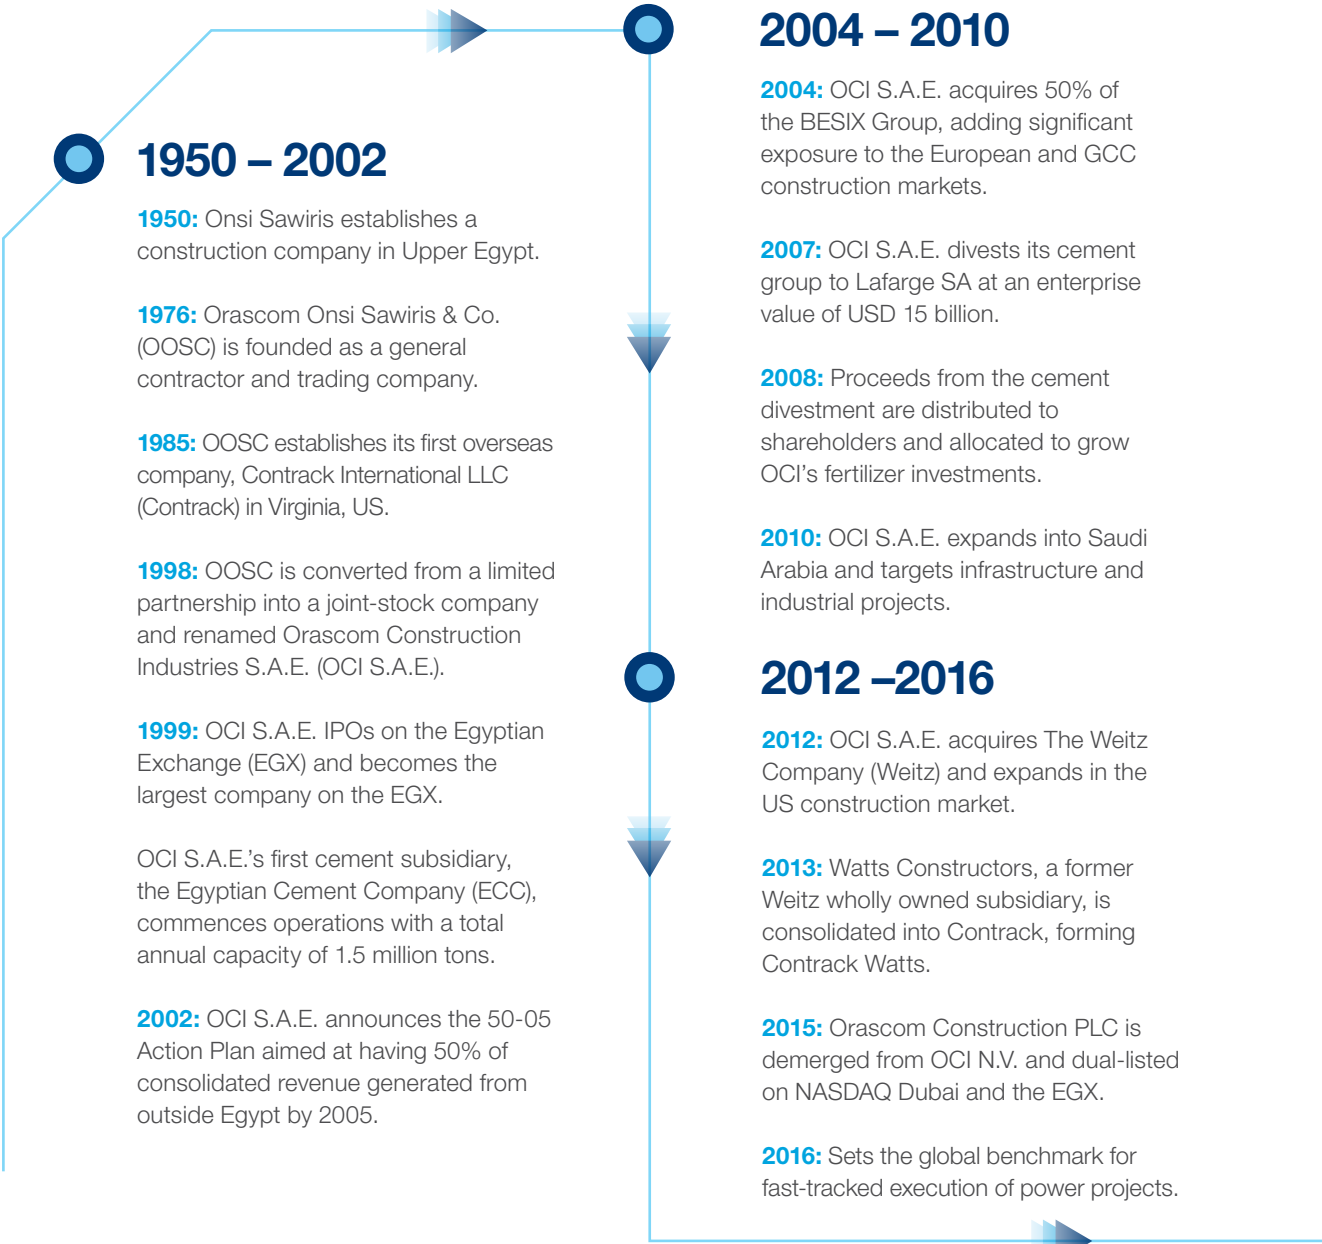 1950 – 2002
1950: Onsi Sawiris establishes a
construction company in Upper Egypt.
1976: Orascom Onsi Sawiris & Co.
(OOSC) is founded as a general
contractor and trading company.
1985: OOSC establishes its first overseas
company, Contrack International LLC
(Contrack) in Virginia, US.
1998: OOSC is converted from a limited
partnership into a joint-stock company
and renamed Orascom Construction
Industries S.A.E. (OCI S.A.E.).
1999: OCI S.A.E. IPOs on the Egyptian
Exchange (EGX) and becomes the
largest company on the EGX.
OCI S.A.E.’s first cement subsidiary,
the Egyptian Cement Company (ECC),
commences operations with a total
annual capacity of 1.5 million tons.
2002: OCI S.A.E. announces the 50-05
Action Plan aimed at having 50% of
consolidated revenue generated from
outside Egypt by 2005.
2004 – 2010
2004: OCI S.A.E. acquires 50% of
the BESIX Group, adding significant
exposure to the European and GCC
construction markets.
2007: OCI S.A.E. divests its cement
group to Lafarge SA at an enterprise
value of USD 15 billion.
2008: Proceeds from the cement
divestment are distributed to
shareholders and allocated to grow
OCI’s fertilizer investments.
2010: OCI S.A.E. expands into Saudi
Arabia and targets infrastructure and
industrial projects.
2012 –2016
2012: OCI S.A.E. acquires The Weitz
Company (Weitz) and expands in the
US construction market.
2013: Watts Constructors, a former
Weitz wholly owned subsidiary, is
consolidated into Contrack, forming
Contrack Watts.
2015: Orascom Construction PLC is
demerged from OCI N.V. and dual-listed
on NASDAQ Dubai and the EGX.
2016: Sets the global benchmark for
fast-tracked execution of power projects.